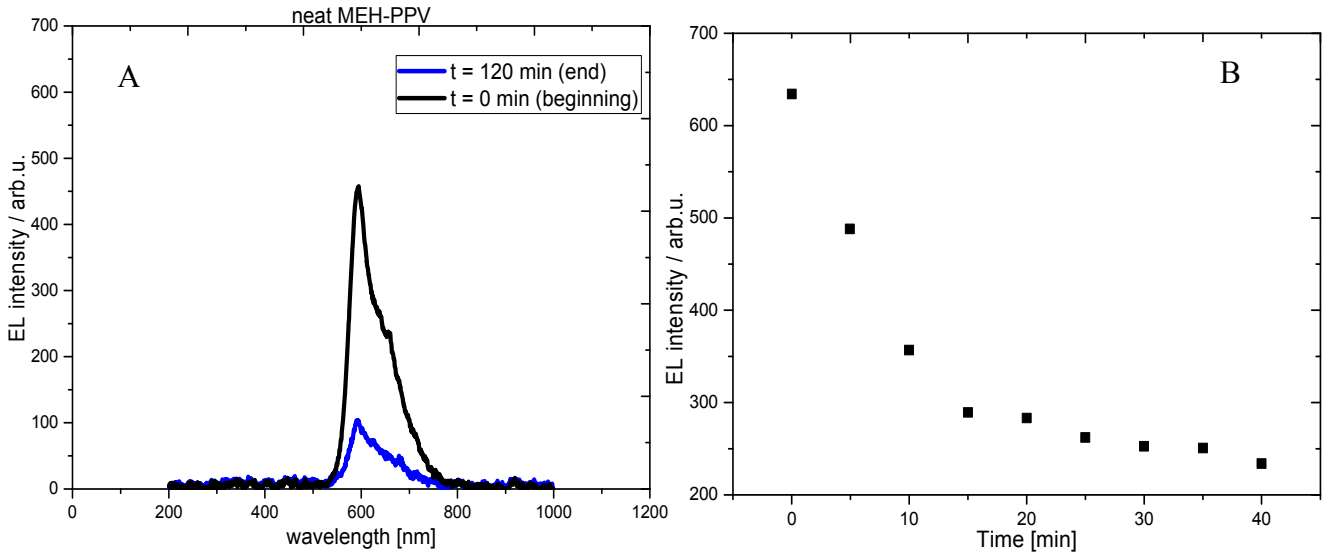 neat MEH-PPV
A
t = 120 min (end)
t = 0 min (beginning)
EL intensity / arb.u.
700
600
500
400
300
200
100
0
0 200 400 600 800 1000 1200
wavelength [nm]
B
EL intensity / arb.u.
700
600
500
400
300
200
0 10 20 30 40
Time [min]